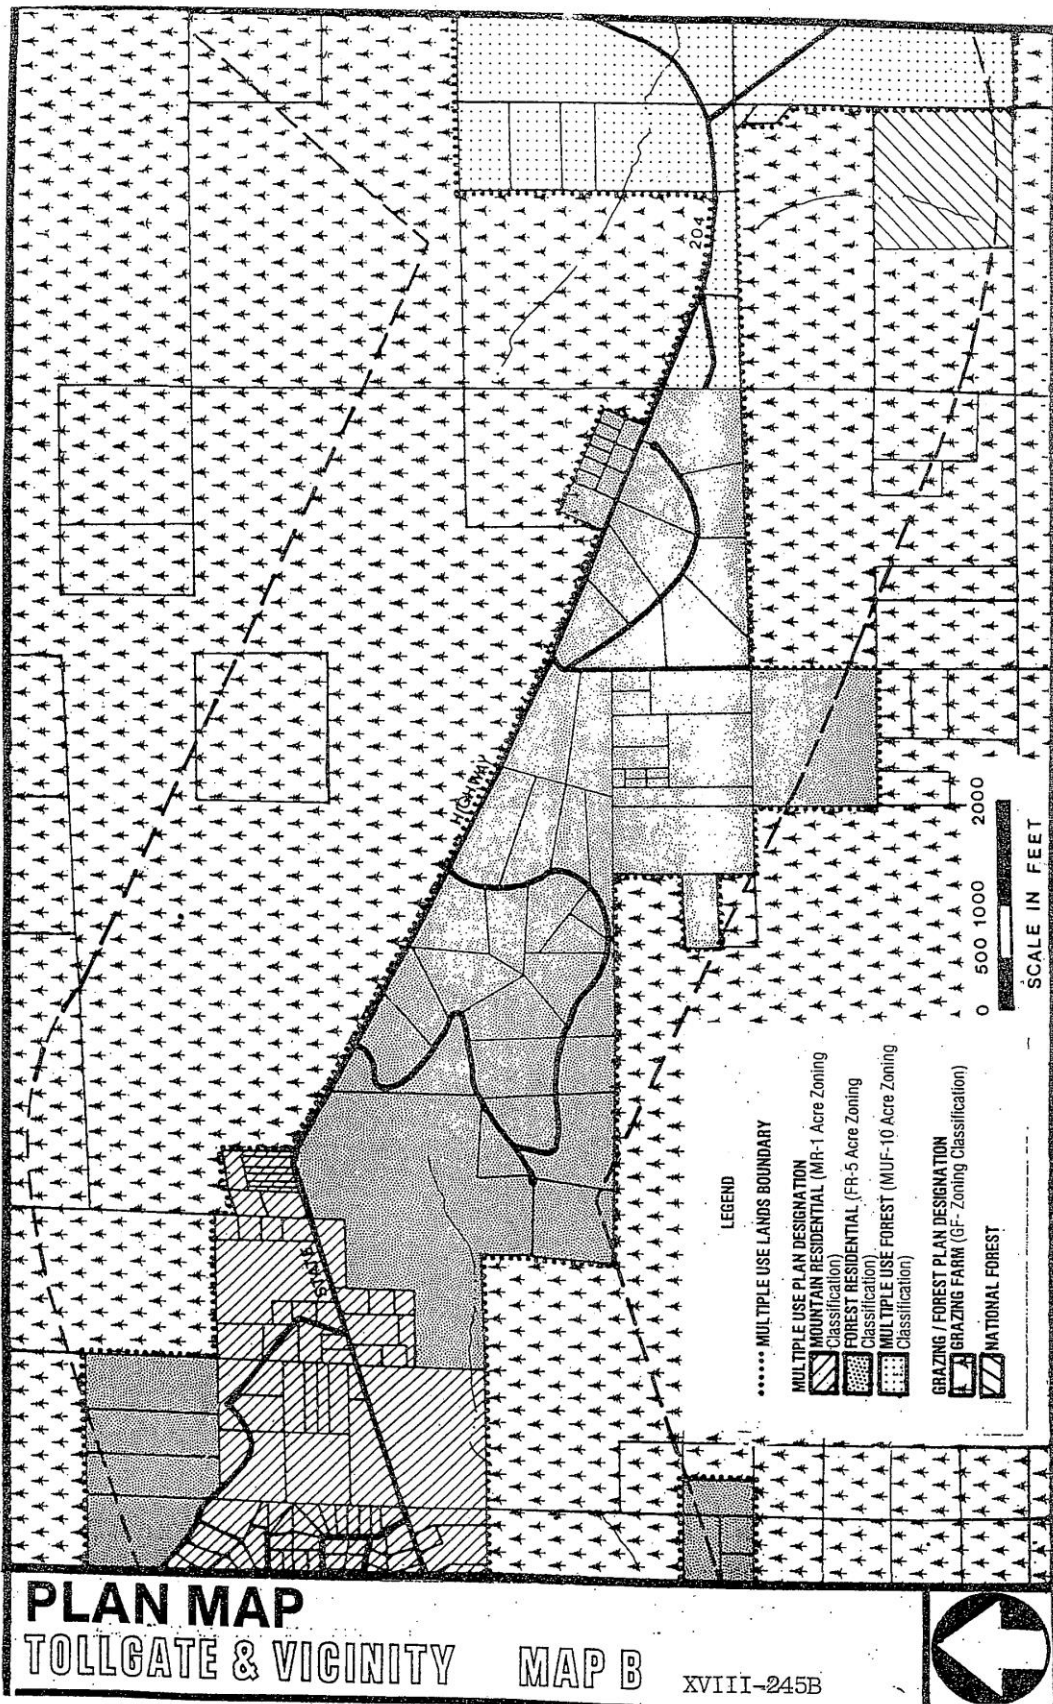 204
HIGHWAY
STATE
0 500 1000 2000
SCALE IN FEET
LEGEND
•••••• MULTIPLE USE LANDS BOUNDARY
MULTIPLE USE PLAN DESIGNATION
MOUNTAIN RESIDENTIAL (MR-1 Acre Zoning
Classification)
FOREST RESIDENTIAL (FR-5 Acre Zoning
Classification)
MULTIPLE USE FOREST (MUF-10 Acre Zoning
Classification)
GRAZING / FOREST PLAN DESIGNATION
GRAZING FARM (GF- Zoning Classification)
NATIONAL FOREST
PLAN MAP
TOLLGATE & VICINITY MAP B
XVIII-245B